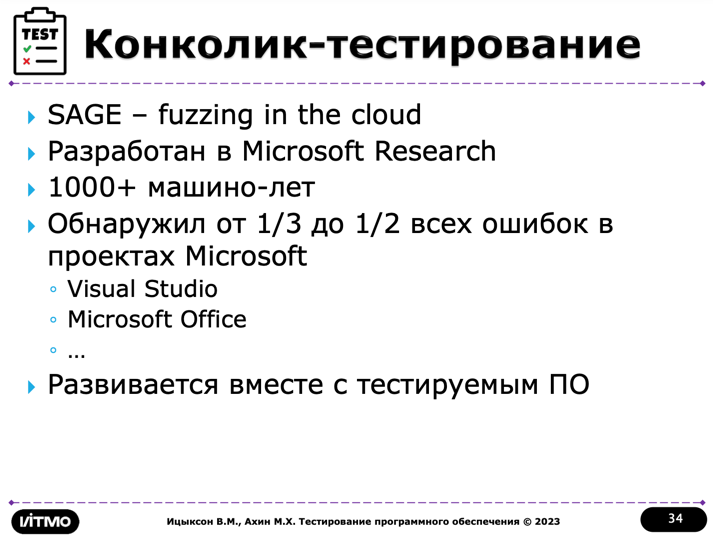 TEST
Конколик-тестирование
SAGE – fuzzing in the cloud
Разработан в Microsoft Research
1000+ машино-лет
Обнаружил от 1/3 до 1/2 всех ошибок в
проектах Microsoft
Visual Studio
Microsoft Office
...
Развивается вместе с тестируемым ПО
ИТМО
Ицыксон В.М., Ахин М.Х. Тестирование программного обеспечения © 2023
34